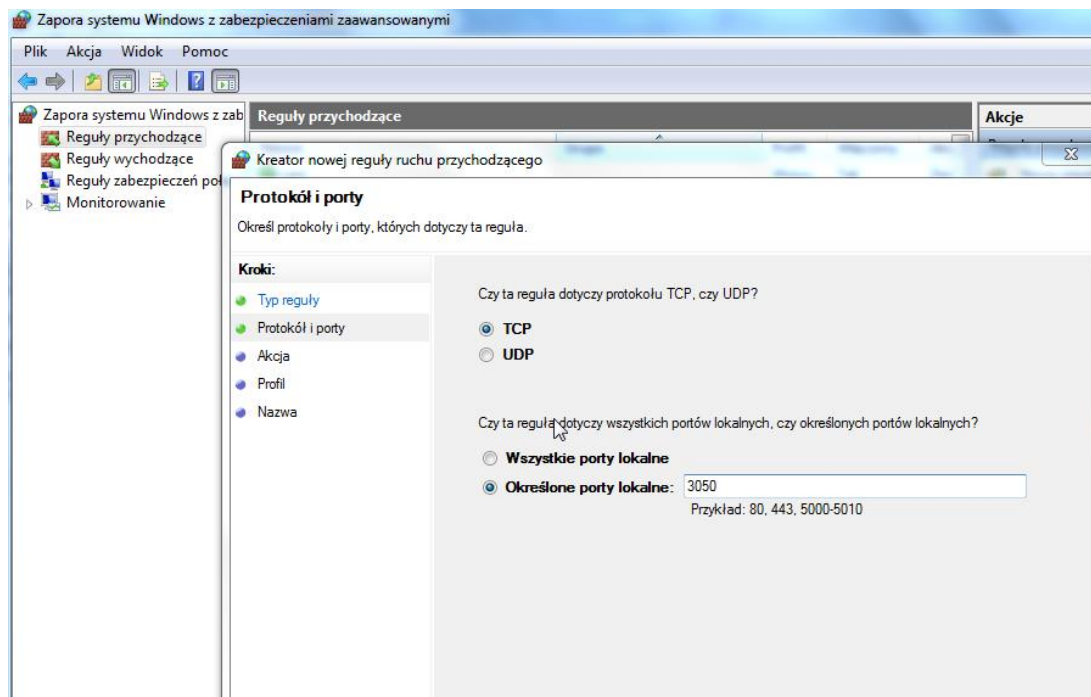 Zapora systemu Windows z zabezpieczeniami zaawansowanymi
Plik Akcja Widok Pomoc
Zapora systemu Windows z zab
Reguły przychodzące
Reguły wychodzące
Reguły zabezpieczeń poł
Monitorowanie
Reguły przychodzące
Akcje
Kreator nowej reguły ruchu przychodzącego
Protokół i porty
Określ protokoły i porty, których dotyczy ta reguła.
Kroki:
Typ reguły
Protokół i porty
Akcja
Profil
Nazwa
Czy ta reguła dotyczy protokołu TCP, czy UDP?
TCP
UDP
Czy ta reguła dotyczy wszystkich portów lokalnych, czy określonych portów lokalnych?
Wszystkie porty lokalne
Określone porty lokalne: 3050
Przykład: 80, 443, 5000-5010